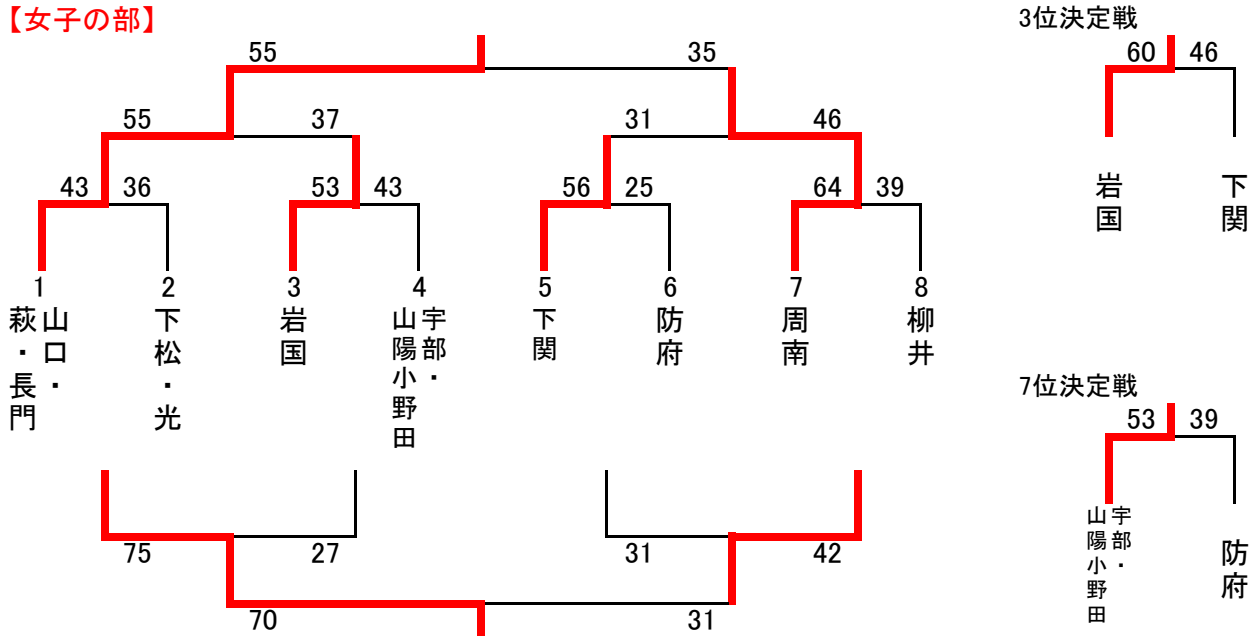 【女子の部】
3位決定戦
55 35
60 46
55 37 31 46
43 36 53 43 56 25 64 39
岩国 下関
1 2 3 4 5 6 7 8
山口・
萩・長門
下松・光
岩国
宇部・
山陽小野田
下関
防府
周南
柳井
7位決定戦
53 39
75 27 31 42
宇部・
山陽小野田
防府
70 31